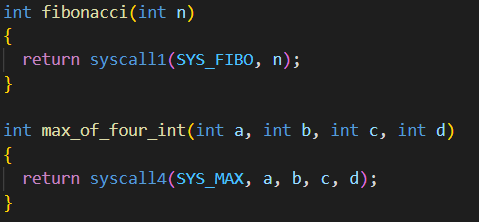 int fibonacci(int n)
{
  return syscall1(SYS_FIBO, n);
}

int max_of_four_int(int a, int b, int c, int d)
{
  return syscall4(SYS_MAX, a, b, c, d);
}